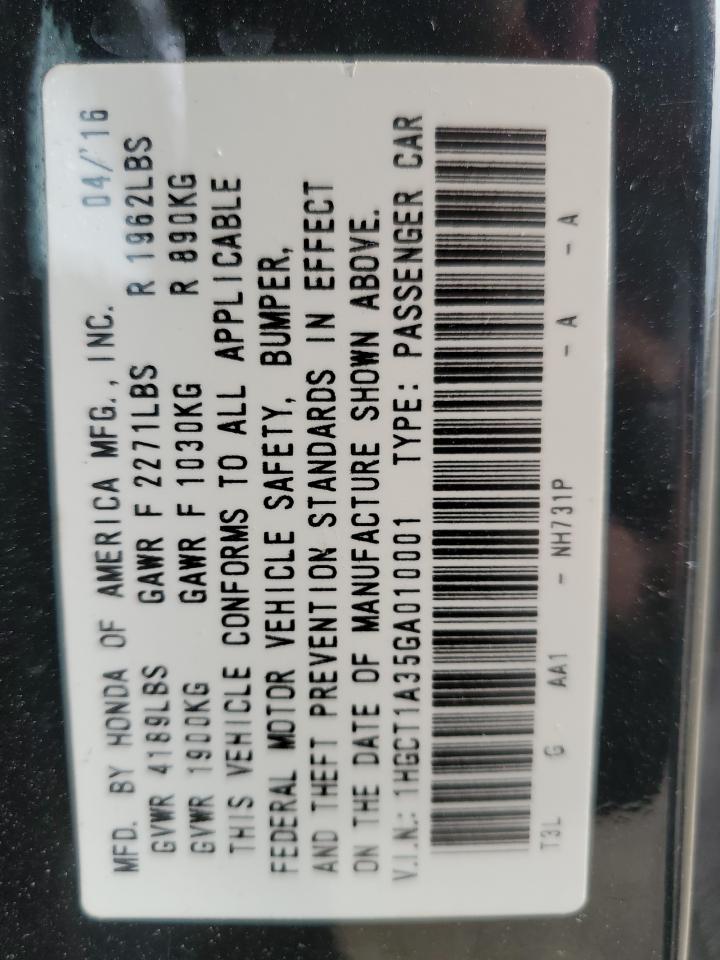 MFD. BY HONDA OF AMERICA MFG., INC. 04/'16
GVWR 4189LBS GAWR F 2271LBS R 1962LBS
GVWR 1900KG GAWR F 1030KG R 890KG
THIS VEHICLE CONFORMS TO ALL APPLICABLE
FEDERAL MOTOR VEHICLE SAFETY, BUMPER,
AND THEFT PREVENTION STANDARDS IN EFFECT
ON THE DATE OF MANUFACTURE SHOWN ABOVE.
V.I.N.: 1HGCT1A35GA010001 TYPE: PASSENGER CAR
T3L G AA1 - NH731P - A - A